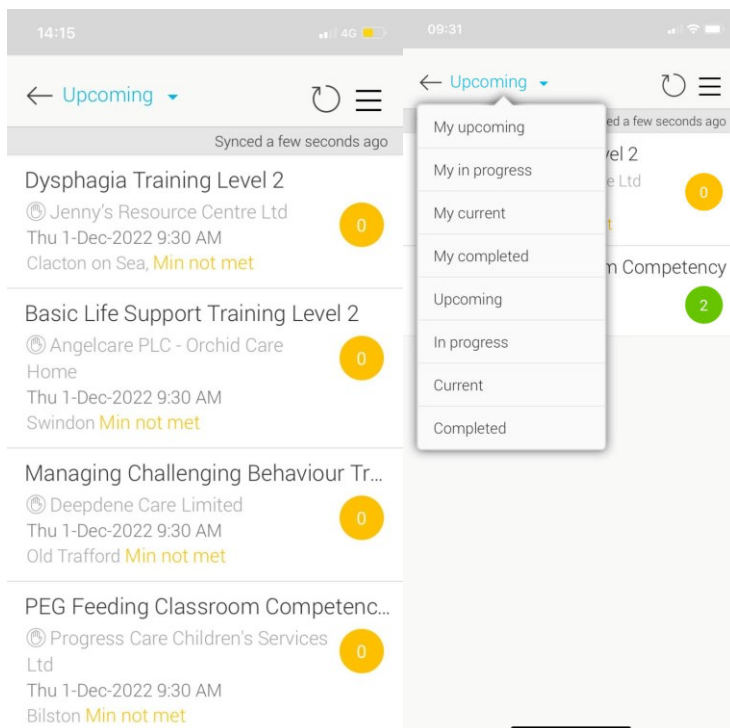 14:15
4G
Upcoming
Synced a few seconds ago
Dysphagia Training Level 2
Jenny's Resource Centre Ltd
0
Thu 1-Dec-2022 9:30 AM
Clacton on Sea, Min not met
Basic Life Support Training Level 2
Angelcare PLC - Orchid Care
Home
0
Thu 1-Dec-2022 9:30 AM
Swindon Min not met
Managing Challenging Behaviour Tr...
Deepdene Care Limited
0
Thu 1-Dec-2022 9:30 AM
Old Trafford Min not met
PEG Feeding Classroom Competenc...
Progress Care Children's Services
Ltd
0
Thu 1-Dec-2022 9:30 AM
Bilston Min not met
09:31
Upcoming
ed a few seconds ago
My upcoming
My in progress
My current
My completed
Upcoming
In progress
Current
Completed
vel 2
e Ltd
0
t
m Competency
2